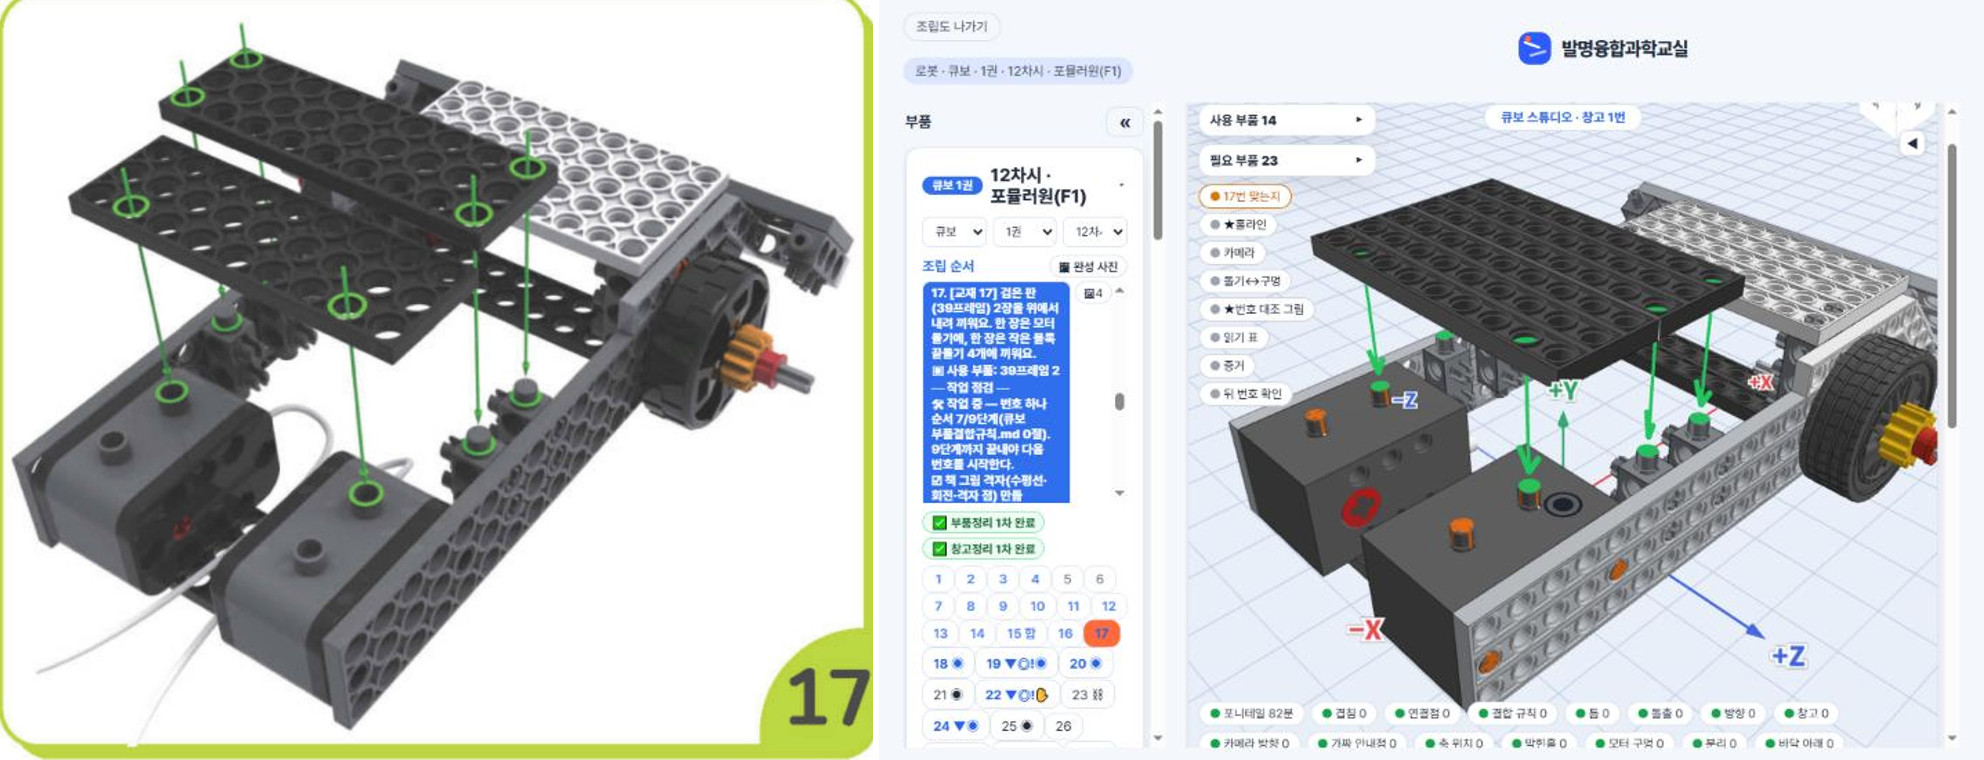 17
조립도 나가기
로봇 · 큐보 · 1권 · 12차시 · 포뮬러원(F1)
발명융합과학교실
부품
«
큐보 1권
12차시 ·
포뮬러원(F1)
큐보
1권
12차·
조립 순서
완성 사진
17. [교재 17] 검은 판
(39프레임) 2장을 위에서
내려 끼워요. 한 장은 모터
돌기에, 한 장은 작은 블록
끝돌기 4개에 끼워요.
▣ 사용 부품: 39프레임 2
— 작업 점검 —
🛠 작업 중 — 번호 하나
순서 7/9단계(큐보
부품결합규칙.md 0절).
9단계까지 끝내야 다음
번호를 시작한다.
☑ 책 그림 격자(수평선·
회전·격자 점) 만듦
4
✅ 부품정리 1차 완료
✅ 창고정리 1차 완료
1 2 3 4 5 6
7 8 9 10 11 12
13 14 15합 16 17
18 ◉ 19 ▼◎!◉ 20 ◉
21 ◉ 22 ▼◎!✋ 23 ⛓
24 ▼◉ 25 ◉ 26
사용 부품 14
필요 부품 23
17번 맞는지
★홀라인
카메라
돌기↔구멍
★번호 대조 그림
읽기 표
증거
뒤 번호 확인
큐보 스튜디오 · 창고 1번
−Z
+Y
+X
−X
+Z
포니테일 82분
겹침 0
연결점 0
결합 규칙 0
틈 0
돌출 0
방향 0
창고 0
카메라 방향 0
가짜 안내점 0
축 위치 0
막힌홀 0
모터 구멍 0
분리 0
바닥 아래 0